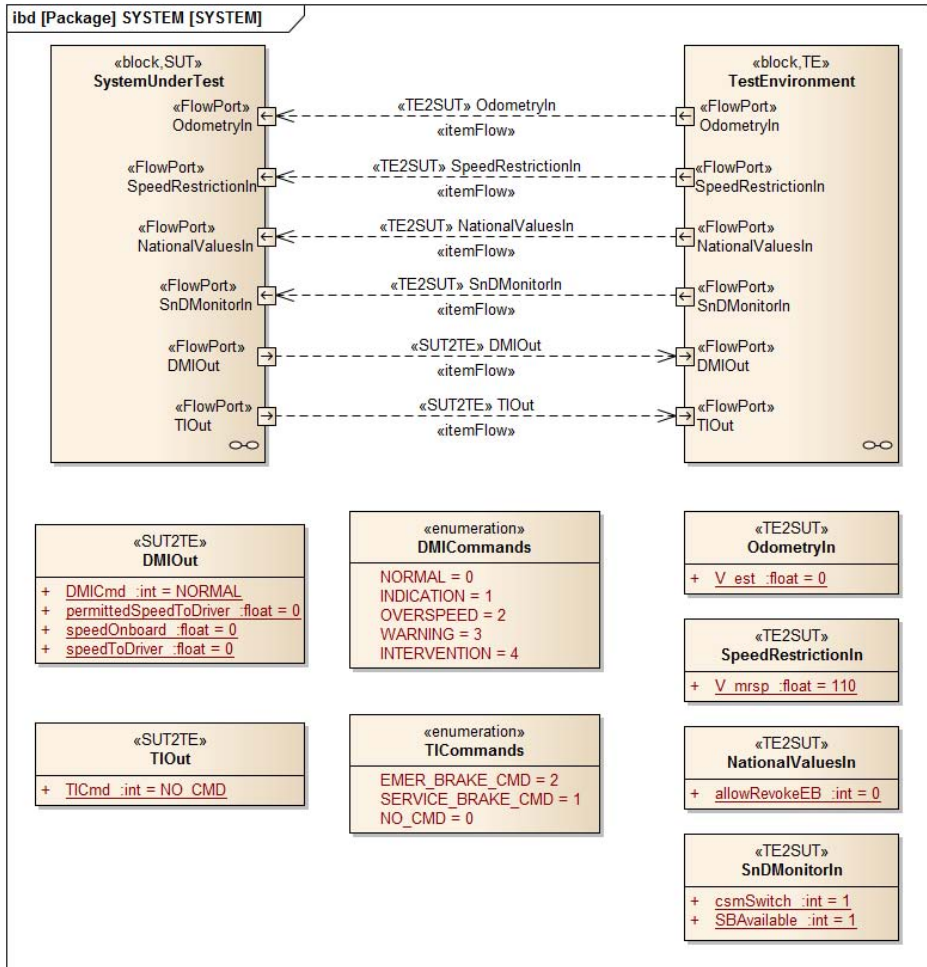 ibd [Package] SYSTEM [SYSTEM]
«block,SUT»
SystemUnderTest
«FlowPort»
OdometryIn
«FlowPort»
SpeedRestrictionIn
«FlowPort»
NationalValuesIn
«FlowPort»
SnDMonitorIn
«FlowPort»
DMIOut
«FlowPort»
TIOut
«TE2SUT» OdometryIn
«itemFlow»
«TE2SUT» SpeedRestrictionIn
«itemFlow»
«TE2SUT» NationalValuesIn
«itemFlow»
«TE2SUT» SnDMonitorIn
«itemFlow»
«SUT2TE» DMIOut
«itemFlow»
«SUT2TE» TIOut
«itemFlow»
«block,TE»
TestEnvironment
«FlowPort»
OdometryIn
«FlowPort»
SpeedRestrictionIn
«FlowPort»
NationalValuesIn
«FlowPort»
SnDMonitorIn
«FlowPort»
DMIOut
«FlowPort»
TIOut
«SUT2TE»
DMIOut
+ DMICmd :int = NORMAL
+ permittedSpeedToDriver :float = 0
+ speedOnboard :float = 0
+ speedToDriver :float = 0
«enumeration»
DMICommands
NORMAL = 0
INDICATION = 1
OVERSPEED = 2
WARNING = 3
INTERVENTION = 4
«TE2SUT»
OdometryIn
+ V_est :float = 0
«TE2SUT»
SpeedRestrictionIn
+ V_mrsp :float = 110
«SUT2TE»
TIOut
+ TICmd :int = NO_CMD
«enumeration»
TICommands
EMER_BRAKE_CMD = 2
SERVICE_BRAKE_CMD = 1
NO_CMD = 0
«TE2SUT»
NationalValuesIn
+ allowRevokeEB :int = 0
«TE2SUT»
SnDMonitorIn
+ csmSwitch :int = 1
+ SBAvailable :int = 1